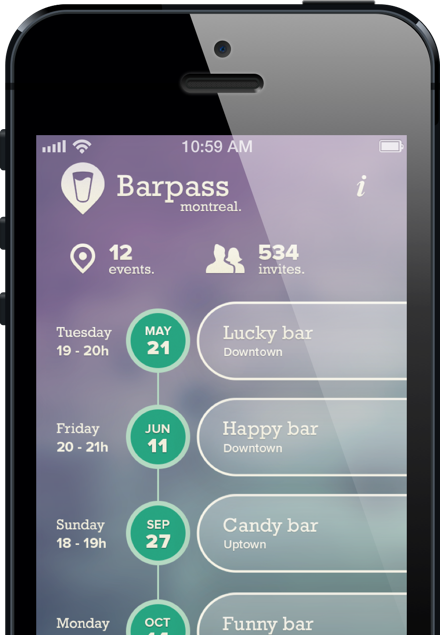 10:59 AM
Barpass
montreal.
i
12
events.
534
invites.
Tuesday
19 - 20h
MAY
21
Lucky bar
Downtown
Friday
20 - 21h
JUN
11
Happy bar
Downtown
Sunday
18 - 19h
SEP
27
Candy bar
Uptown
Monday
OCT
Funny bar